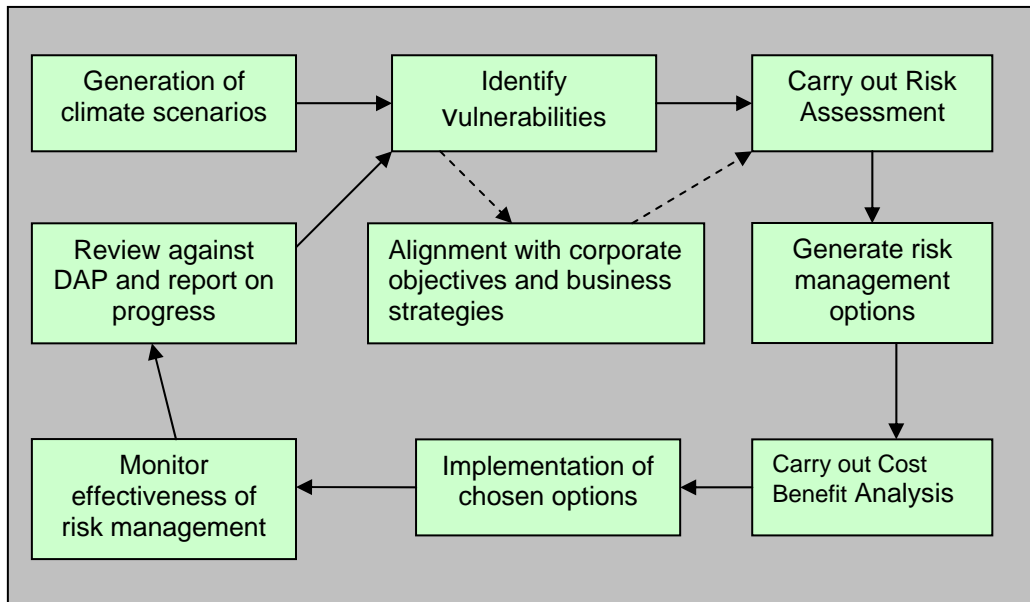 Generation of
climate scenarios
Identify
Vulnerabilities
Carry out Risk
Assessment
Review against
DAP and report on
progress
Alignment with corporate
objectives and business
strategies
Generate risk
management
options
Monitor
effectiveness of
risk management
Implementation of
chosen options
Carry out Cost
Benefit Analysis